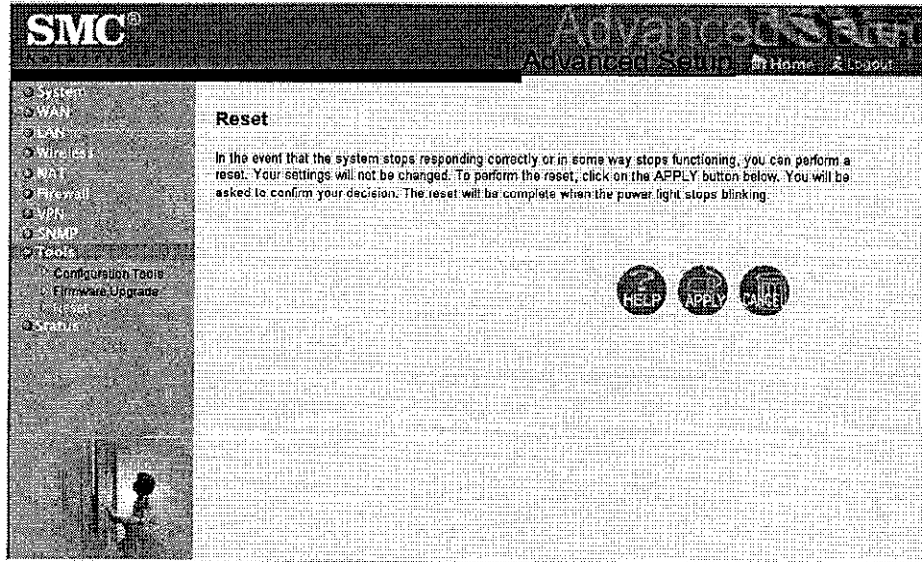 SMC®
Networks
Advanced Setup
Advanced Setup
Home Logout
System
WAN
LAN
Wireless
NAT
Firewall
VPN
SNMP
Tools
Configuration Tools
Firmware Upgrade
Reset
Status
Reset
In the event that the system stops responding correctly or in some way stops functioning, you can perform a
reset. Your settings will not be changed. To perform the reset, click on the APPLY button below. You will be
asked to confirm your decision. The reset will be complete when the power light stops blinking.
HELP APPLY CANCEL